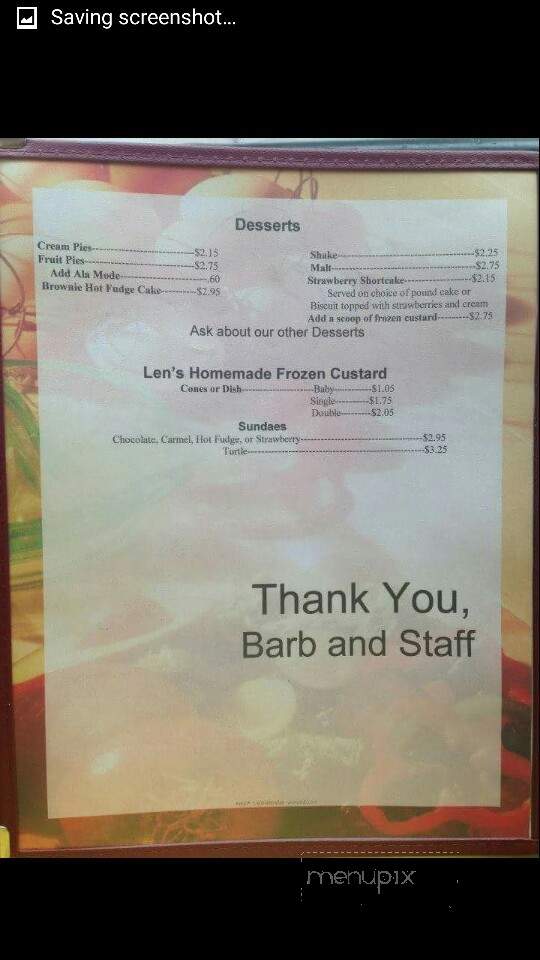 Saving screenshot...
Desserts
Cream Pies-----$2.15
Fruit Pies-----$2.75
Add Ala Mode-----.60
Brownie Hot Fudge Cake-----$2.95
Shake-----$2.25
Malt-----$2.75
Strawberry Shortcake-----$2.15
Served on choice of pound cake or
Biscuit topped with strawberries and cream
Add a scoop of frozen custard-----$2.75
Ask about our other Desserts
Len's Homemade Frozen Custard
Cones or Dish-----Baby-----$1.05
Single-----$1.75
Double-----$2.05
Sundaes
Chocolate, Carmel, Hot Fudge, or Strawberry-----$2.95
Turtle-----$3.25
Thank You,
Barb and Staff
menupix